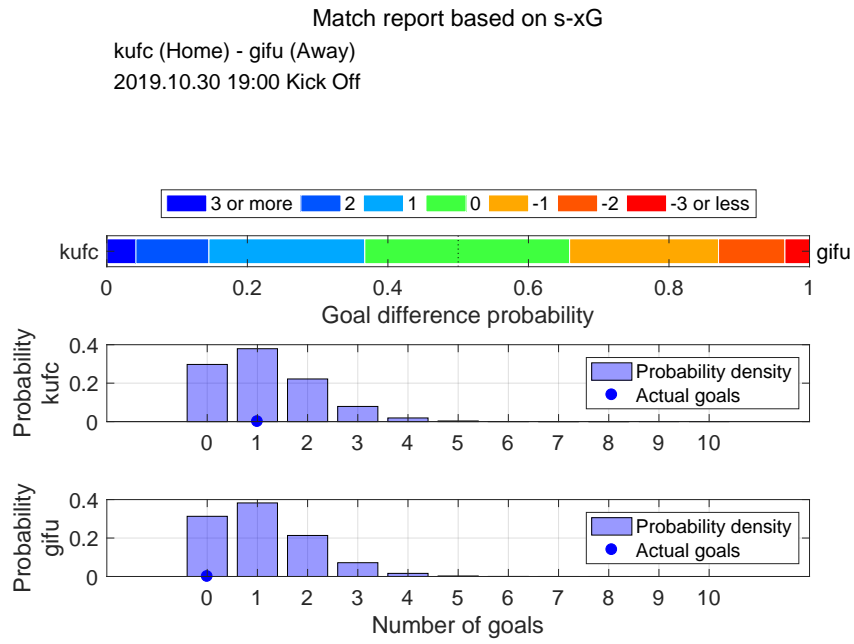 Match report based on s-xG
kufc (Home) - gifu (Away)
2019.10.30 19:00 Kick Off
3 or more 2 1 0 -1 -2 -3 or less
kufc gifu
0 0.2 0.4 0.6 0.8 1
Goal difference probability
Probability
kufc
0.4
0.2
0
Probability density
Actual goals
0 1 2 3 4 5 6 7 8 9 10
Probability
gifu
0.4
0.2
0
Probability density
Actual goals
0 1 2 3 4 5 6 7 8 9 10
Number of goals